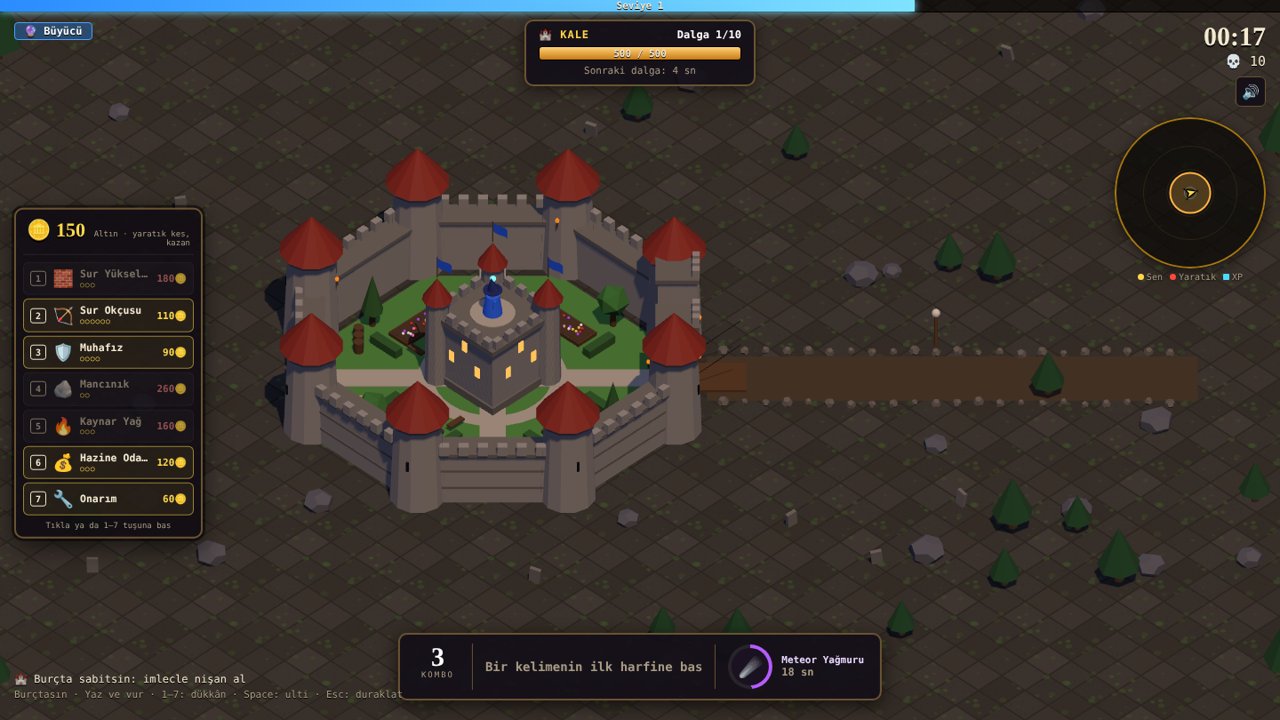 Seviye 1
Büyücü
KALE Dalga 1/10
500 / 500
Sonraki dalga: 4 sn
00:17
10
Sen Yaratık XP
150 Altın · yaratık kes, kazan
1 Sur Yüksel… 180
2 Sur Okçusu 110
3 Muhafız 90
4 Mancınık 260
5 Kaynar Yağ 160
6 Hazine Oda… 120
7 Onarım 60
Tıkla ya da 1–7 tuşuna bas
3
KOMBO
Bir kelimenin ilk harfine bas
Meteor Yağmuru
18 sn
Burçta sabitsin: imlecle nişan al
Burçtasın · Yaz ve vur · 1–7: dükkân · Space: ulti · Esc: duraklat